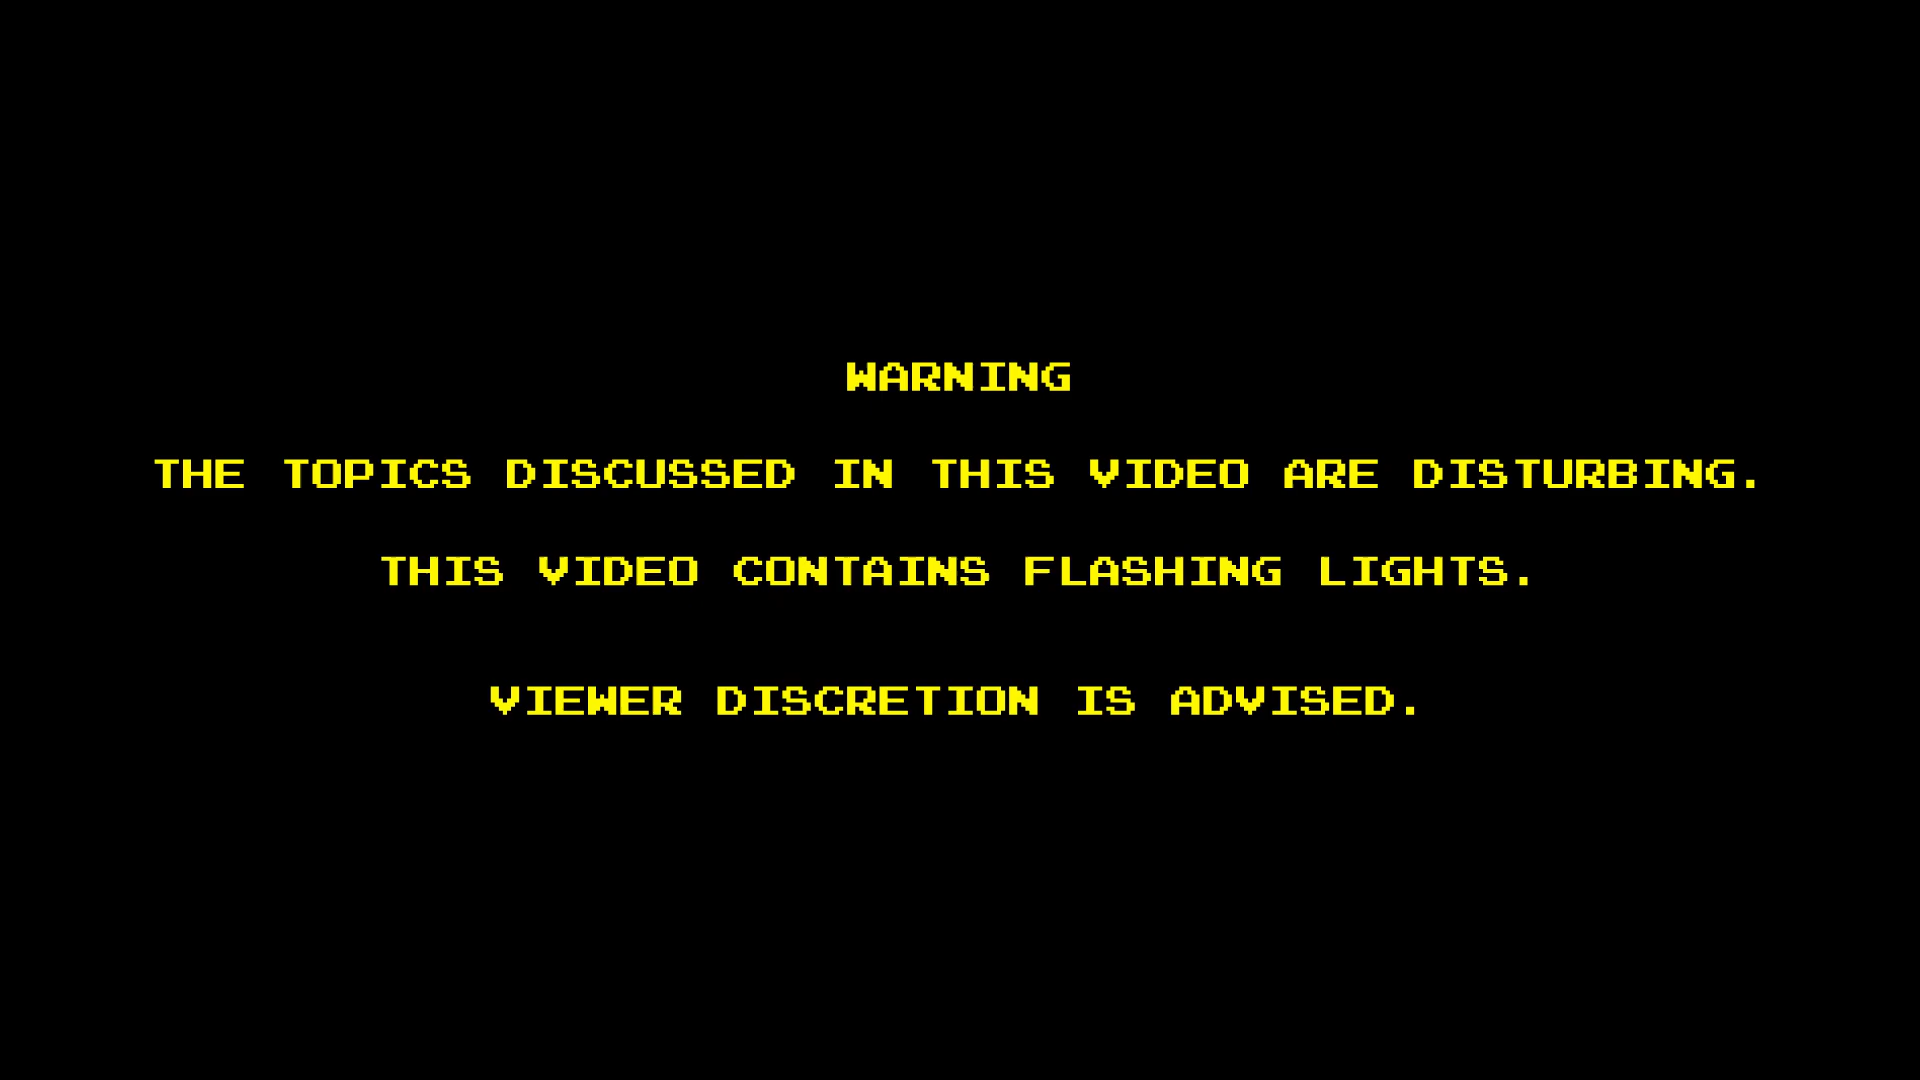 WARNING
THE TOPICS DISCUSSED IN THIS VIDEO ARE DISTURBING.
THIS VIDEO CONTAINS FLASHING LIGHTS.
VIEWER DISCRETION IS ADVISED.